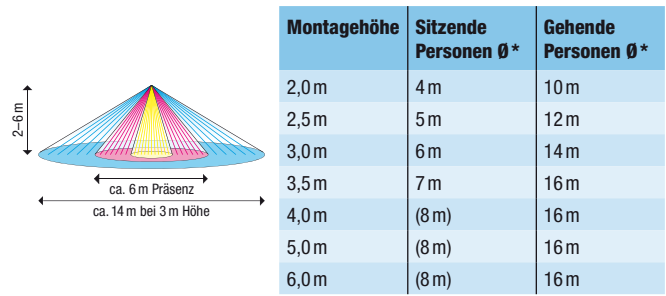 2–6 m
ca. 6 m Präsenz
ca. 14 m bei 3 m Höhe
Montagehöhe Sitzende Personen Ø* Gehende Personen Ø*
2,0 m 4 m 10 m
2,5 m 5 m 12 m
3,0 m 6 m 14 m
3,5 m 7 m 16 m
4,0 m (8 m) 16 m
5,0 m (8 m) 16 m
6,0 m (8 m) 16 m